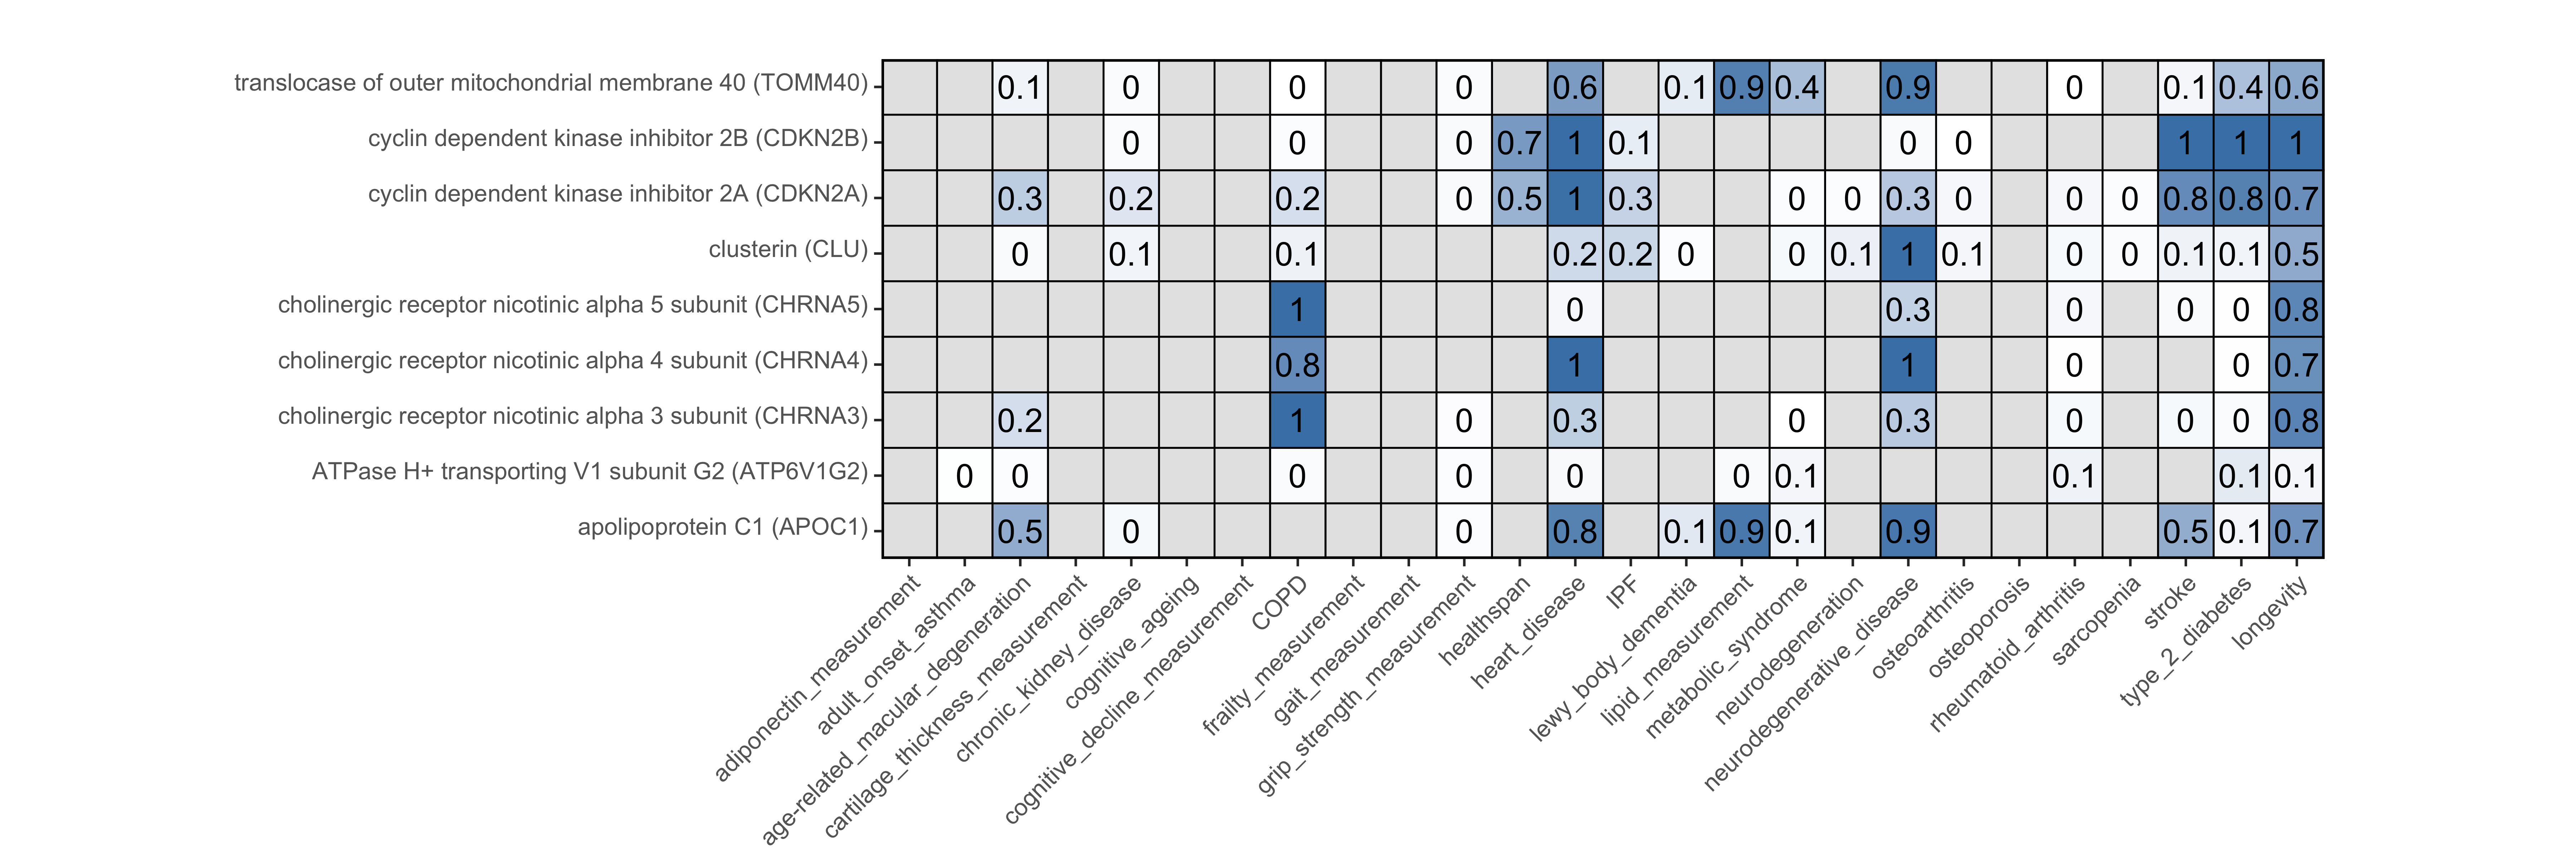 translocase of outer mitochondrial membrane 40 (TOMM40) 0.1 0 0 0 0.6 0.1 0.9 0.4 0.9 0 0.1 0.4 0.6
cyclin dependent kinase inhibitor 2B (CDKN2B) 0 0 0 0.7 1 0.1 0 0 1 1 1
cyclin dependent kinase inhibitor 2A (CDKN2A) 0.3 0.2 0.2 0 0.5 1 0.3 0 0 0.3 0 0 0 0.8 0.8 0.7
clusterin (CLU) 0 0.1 0.1 0.2 0.2 0 0 0.1 1 0.1 0 0 0.1 0.1 0.5
cholinergic receptor nicotinic alpha 5 subunit (CHRNA5) 1 0 0.3 0 0 0 0.8
cholinergic receptor nicotinic alpha 4 subunit (CHRNA4) 0.8 1 1 0 0 0.7
cholinergic receptor nicotinic alpha 3 subunit (CHRNA3) 0.2 1 0 0.3 0 0.3 0 0 0 0.8
ATPase H+ transporting V1 subunit G2 (ATP6V1G2) 0 0 0 0 0 0 0.1 0.1 0.1 0.1
apolipoprotein C1 (APOC1) 0.5 0 0 0.8 0.1 0.9 0.1 0.9 0.5 0.1 0.7
adiponectin_measurement
adult_onset_asthma
age-related_macular_degeneration
cartilage_thickness_measurement
chronic_kidney_disease
cognitive_ageing
cognitive_decline_measurement
COPD
frailty_measurement
gait_measurement
grip_strength_measurement
healthspan
heart_disease
IPF
lewy_body_dementia
lipid_measurement
metabolic_syndrome
neurodegeneration
neurodegenerative_disease
osteoarthritis
osteoporosis
rheumatoid_arthritis
sarcopenia
stroke
type_2_diabetes
longevity